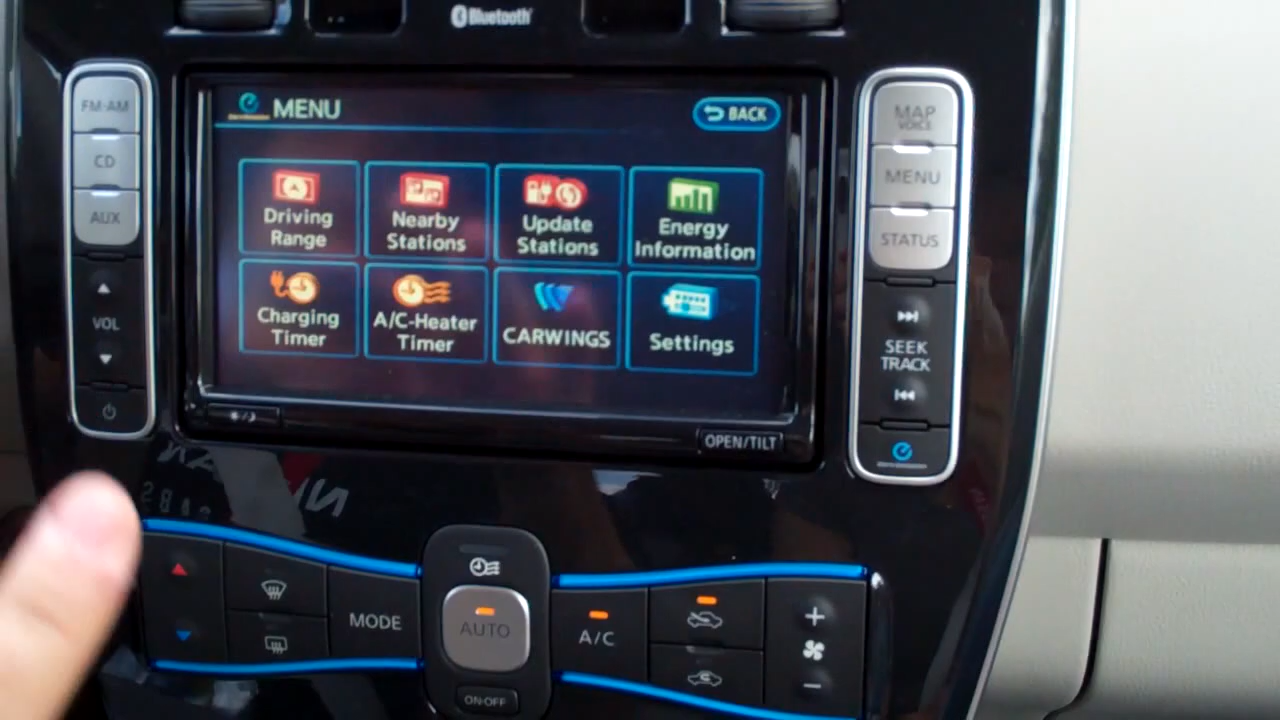 Bluetooth
FM·AM
CD
AUX
VOL
MENU
BACK
Driving
Range
Nearby
Stations
Update
Stations
Energy
Information
Charging
Timer
A/C-Heater
Timer
CARWINGS
Settings
OPEN/TILT
MAP
VOICE
MENU
STATUS
SEEK
TRACK
MODE
AUTO
ON·OFF
A/C